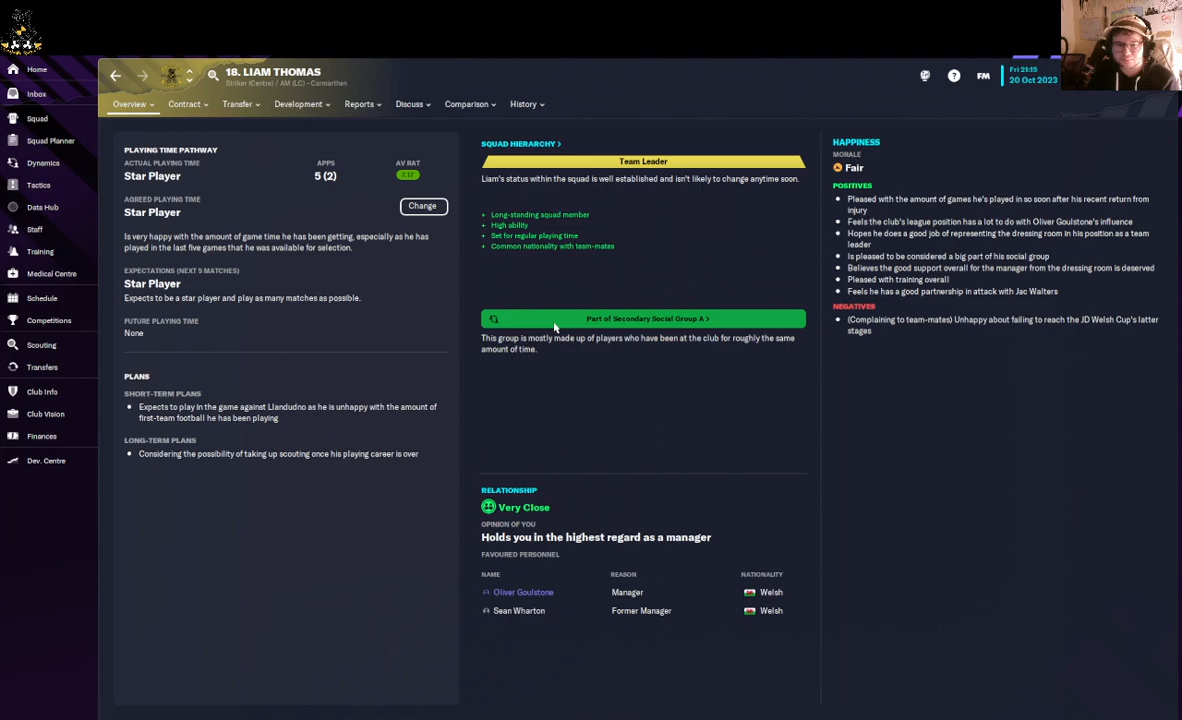 18. LIAM THOMAS
Striker (Centre) / AM (LC) - Carmarthen
FM
Fri 21:15
20 Oct 2023
Home
Inbox
Squad
Squad Planner
Dynamics
Tactics
Data Hub
Staff
Training
Medical Centre
Schedule
Competitions
Scouting
Transfers
Club Info
Club Vision
Finances
Dev. Centre
Overview
Contract
Transfer
Development
Reports
Discuss
Comparison
History
PLAYING TIME PATHWAY
ACTUAL PLAYING TIME APPS AV RAT
Star Player 5 (2) 7.17
AGREED PLAYING TIME
Star Player
Change
Is very happy with the amount of game time he has been getting, especially as he has
played in the last five games that he was available for selection.
EXPECTATIONS (NEXT 5 MATCHES)
Star Player
Expects to be a star player and play as many matches as possible.
FUTURE PLAYING TIME
None
PLANS
SHORT-TERM PLANS
Expects to play in the game against Llandudno as he is unhappy with the amount of
first-team football he has been playing
LONG-TERM PLANS
Considering the possibility of taking up scouting once his playing career is over
SQUAD HIERARCHY >
Team Leader
Liam's status within the squad is well established and isn't likely to change anytime soon.
+ Long-standing squad member
+ High ability
+ Set for regular playing time
+ Common nationality with team-mates
Part of Secondary Social Group A >
This group is mostly made up of players who have been at the club for roughly the same
amount of time.
RELATIONSHIP
Very Close
OPINION OF YOU
Holds you in the highest regard as a manager
FAVOURED PERSONNEL
NAME REASON NATIONALITY
Oliver Goulstone Manager Welsh
Sean Wharton Former Manager Welsh
HAPPINESS
MORALE
Fair
POSITIVES
Pleased with the amount of games he's played in so soon after his recent return from
injury
Feels the club's league position has a lot to do with Oliver Goulstone's influence
Hopes he does a good job of representing the dressing room in his position as a team
leader
Is pleased to be considered a big part of his social group
Believes the good support overall for the manager from the dressing room is deserved
Pleased with training overall
Feels he has a good partnership in attack with Jac Walters
NEGATIVES
(Complaining to team-mates) Unhappy about failing to reach the JD Welsh Cup's latter
stages